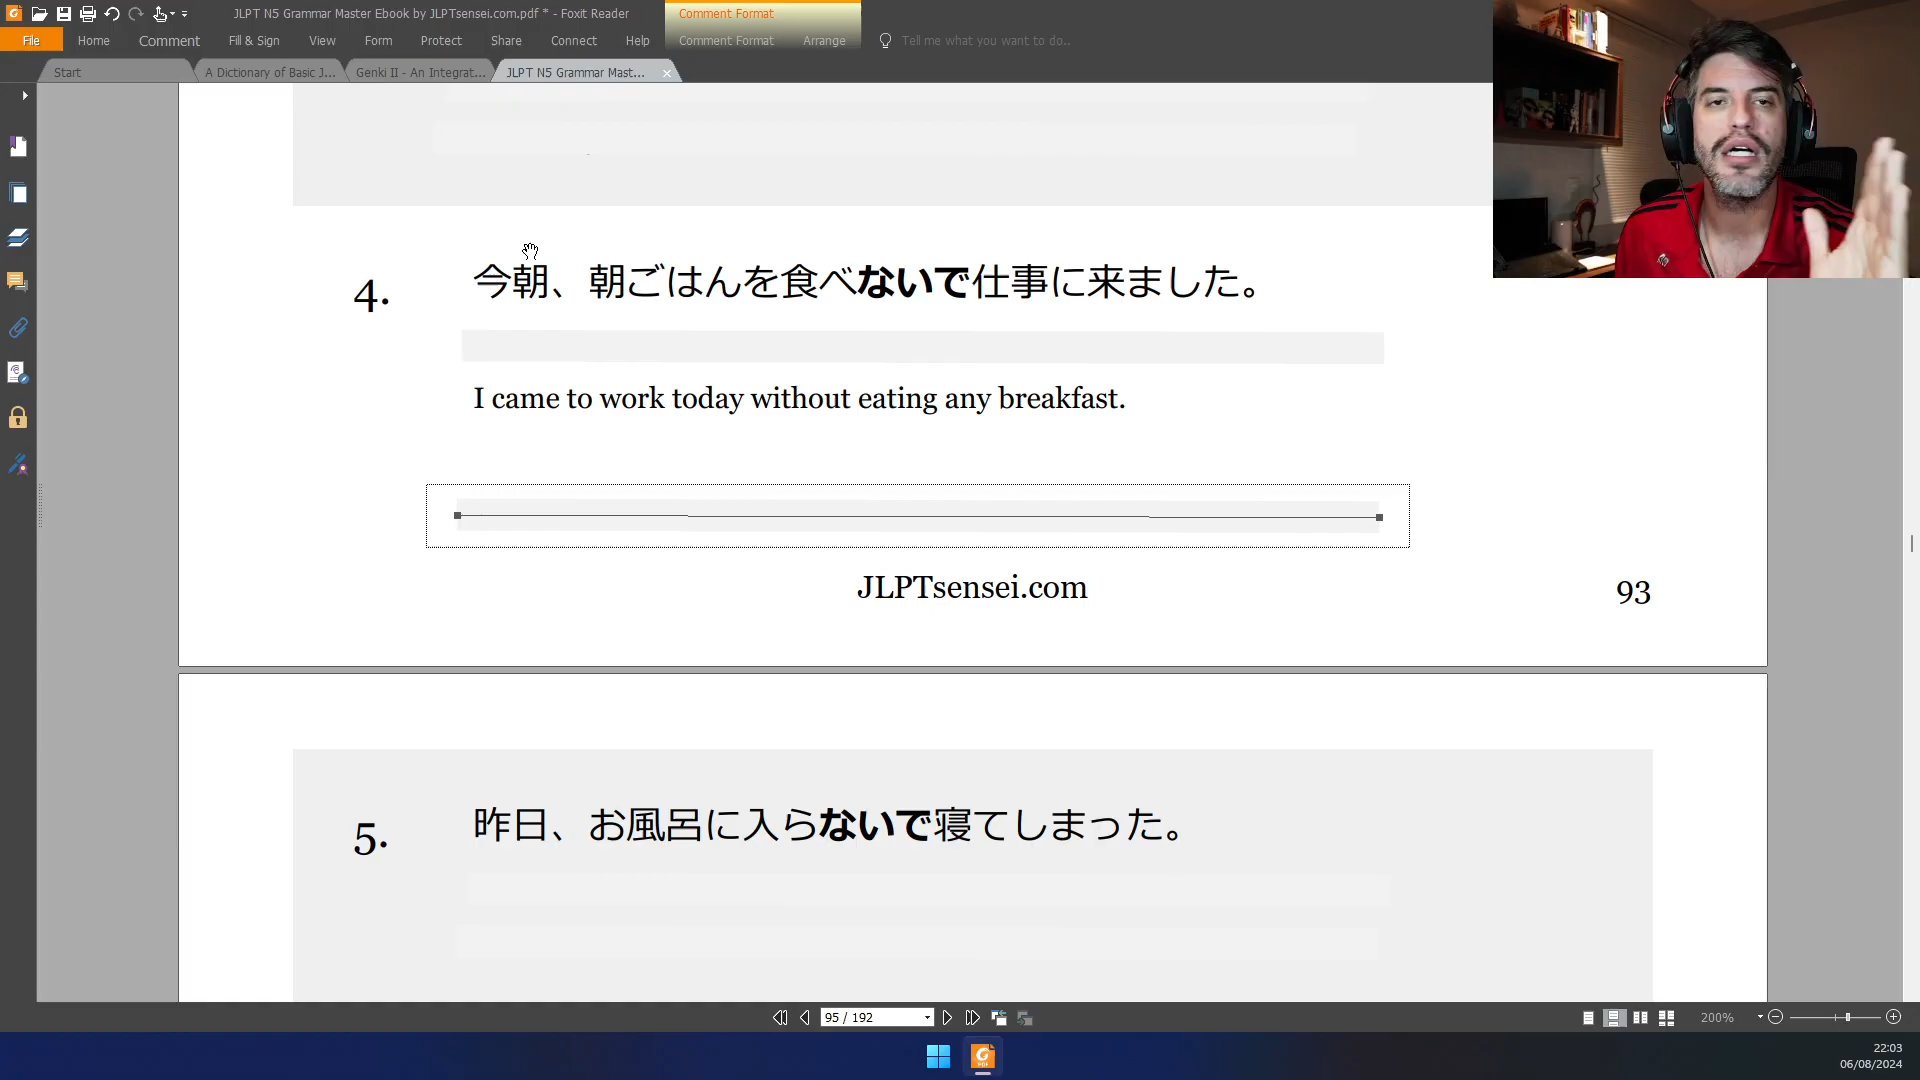 JLPT N5 Grammar Master Ebook by JLPTsensei.com.pdf * - Foxit Reader
Comment Format
File
Home
Comment
Fill & Sign
View
Form
Protect
Share
Connect
Help
Comment Format
Arrange
Tell me what you want to do..
Start
A Dictionary of Basic J...
Genki II - An Integrat...
JLPT N5 Grammar Mast...
4.
今朝、朝ごはんを食べないで仕事に来ました。
I came to work today without eating any breakfast.
JLPTsensei.com
93
5.
昨日、お風呂に入らないで寝てしまった。
95 / 192
200%
22:03
06/08/2024